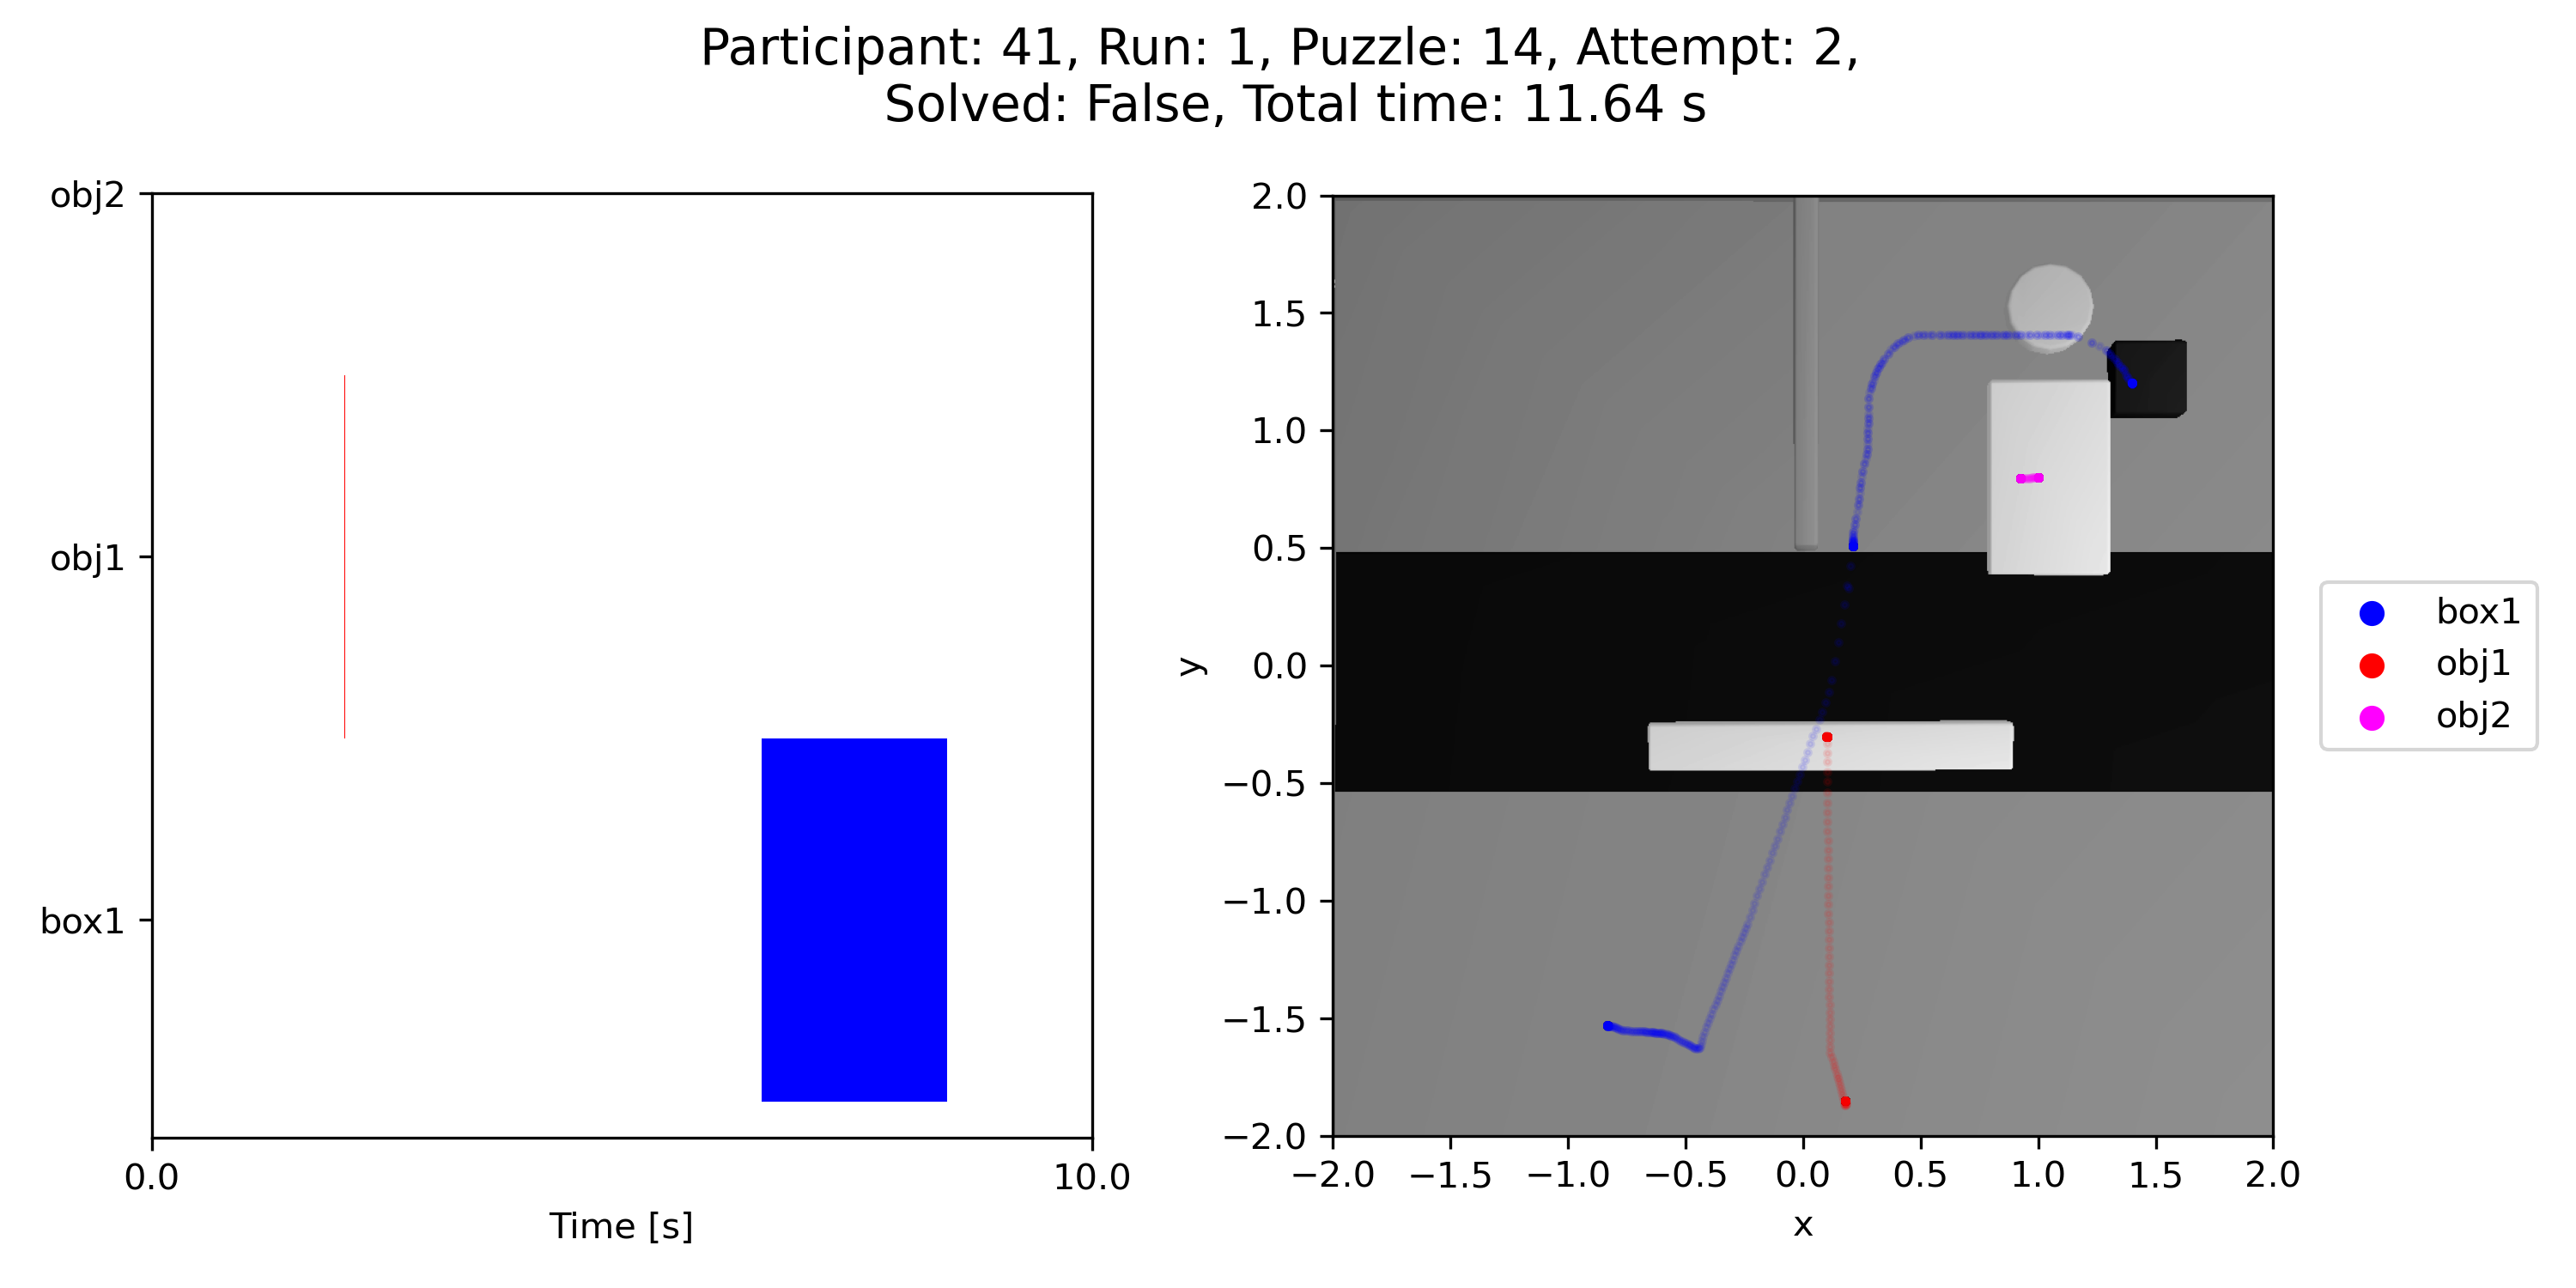 Participant: 41, Run: 1, Puzzle: 14, Attempt: 2,
Solved: False, Total time: 11.64 s
obj2
obj1
box1
0.0
10.0
Time [s]
2.0
1.5
1.0
0.5
0.0
−0.5
−1.0
−1.5
−2.0
y
−2.0
−1.5
−1.0
−0.5
0.0
0.5
1.0
1.5
2.0
x
box1
obj1
obj2